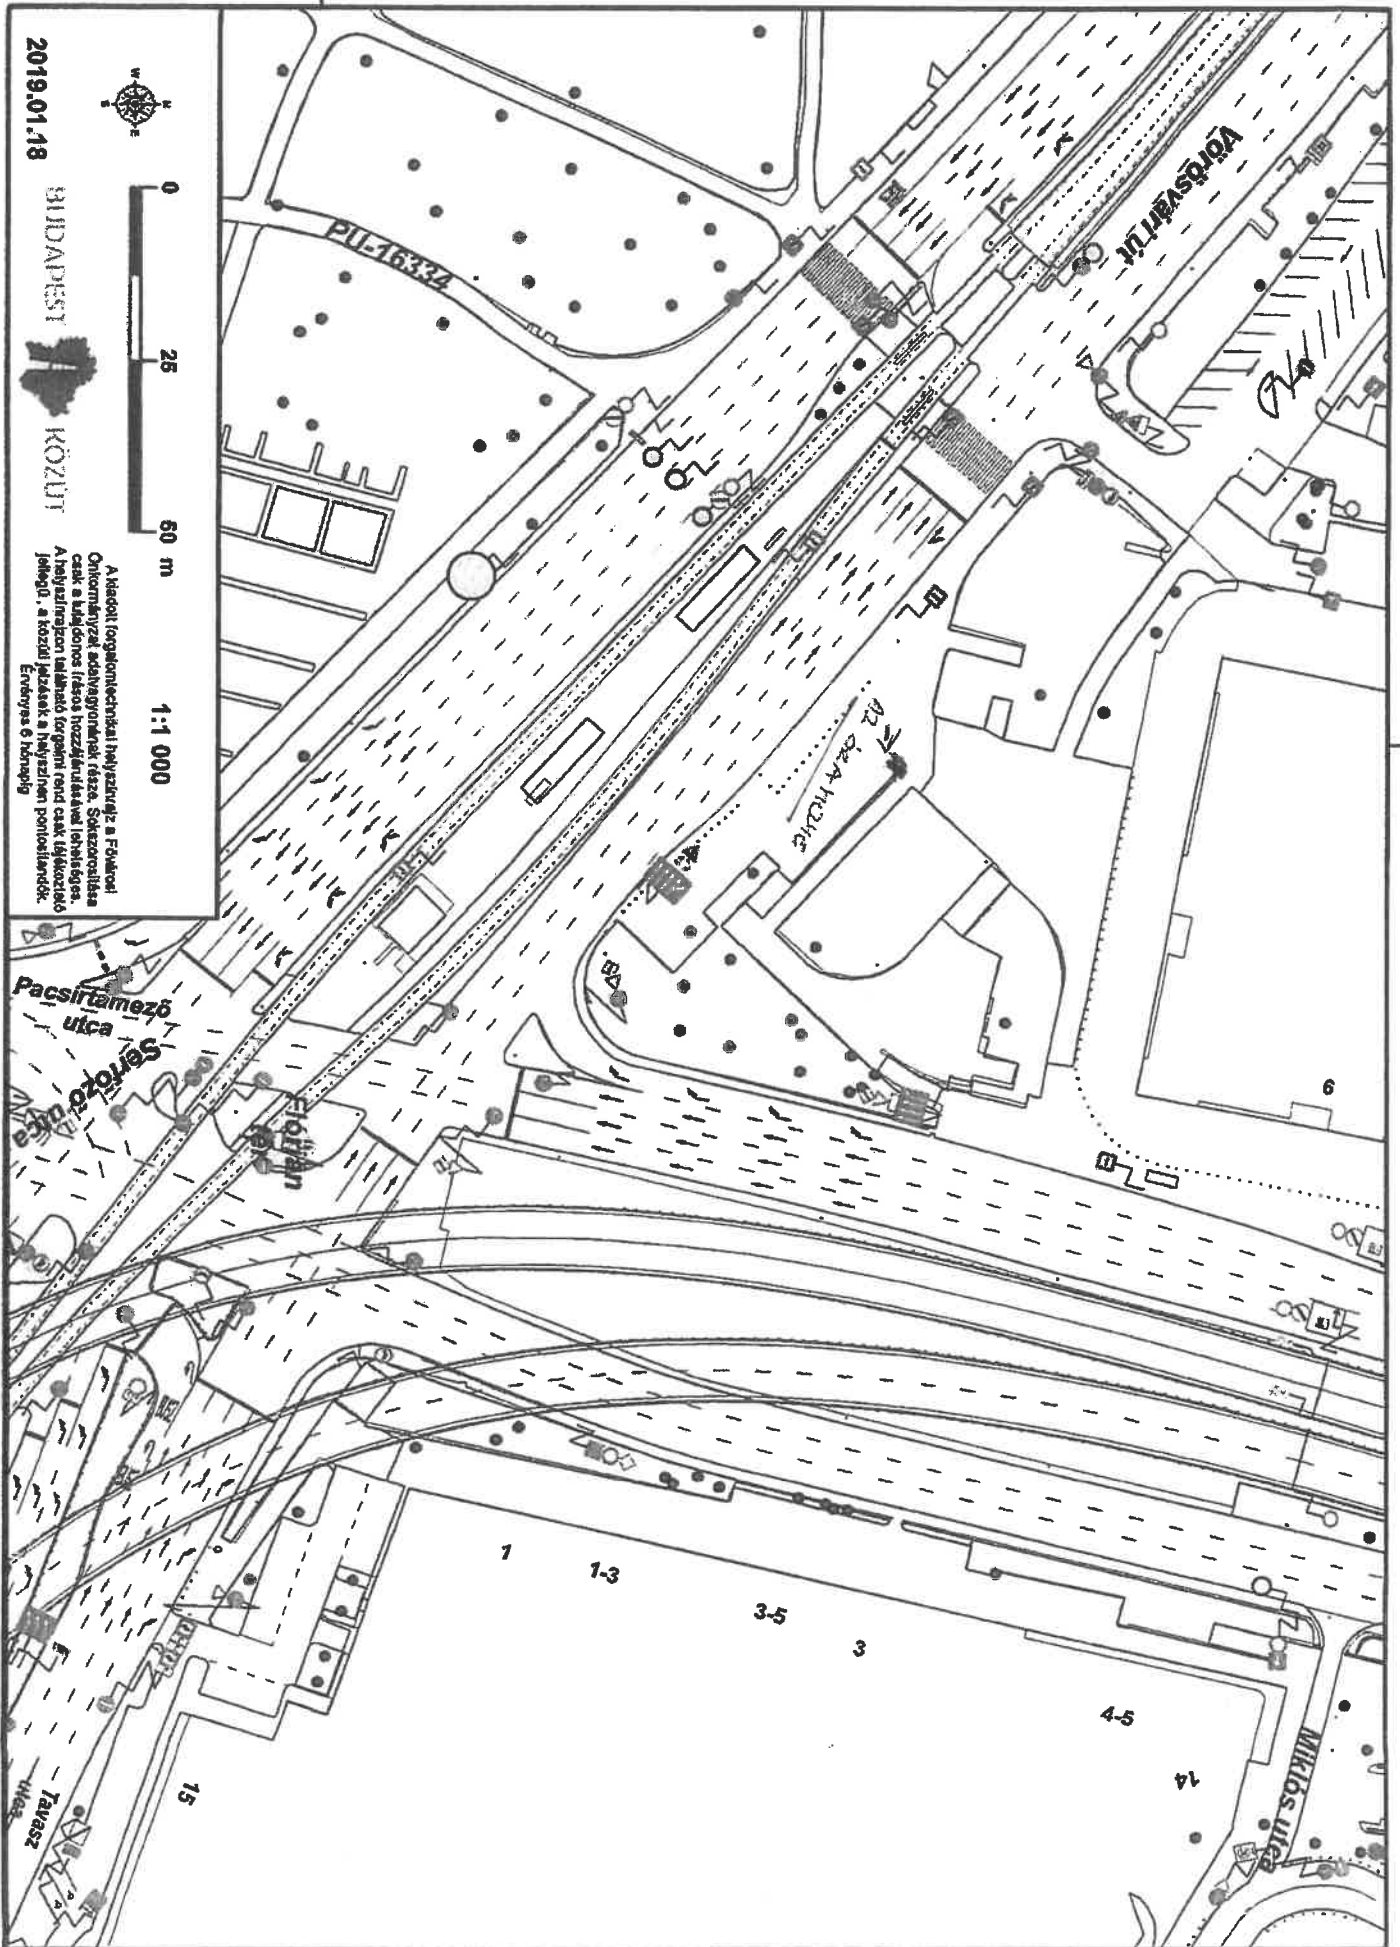 Vörösvári út
PU-16334
AZ ÓRA HELYE
Pacsirtamező
utca
Serfőző utca
Flórián
tér
6
1
1-3
3-5
3
4-5
14
15
Miklós utca
Tavasz
utca
N
W
E
S
0
25
50 m
1:1 000
2019.01.18
BUDAPEST KÖZÚT
A kiadott forgalomtechnikai helyszínrajz a Fővárosi
Önkormányzat adatvagyonának része. Sokszorosítása
csak a tulajdonos írásos hozzájárulásával lehetséges.
A helyszínrajzon található forgalmi rend csak tájékoztató
jellegű, a közúti jelzések a helyszínen pontosítandók.
Érvényes 6 hónapig